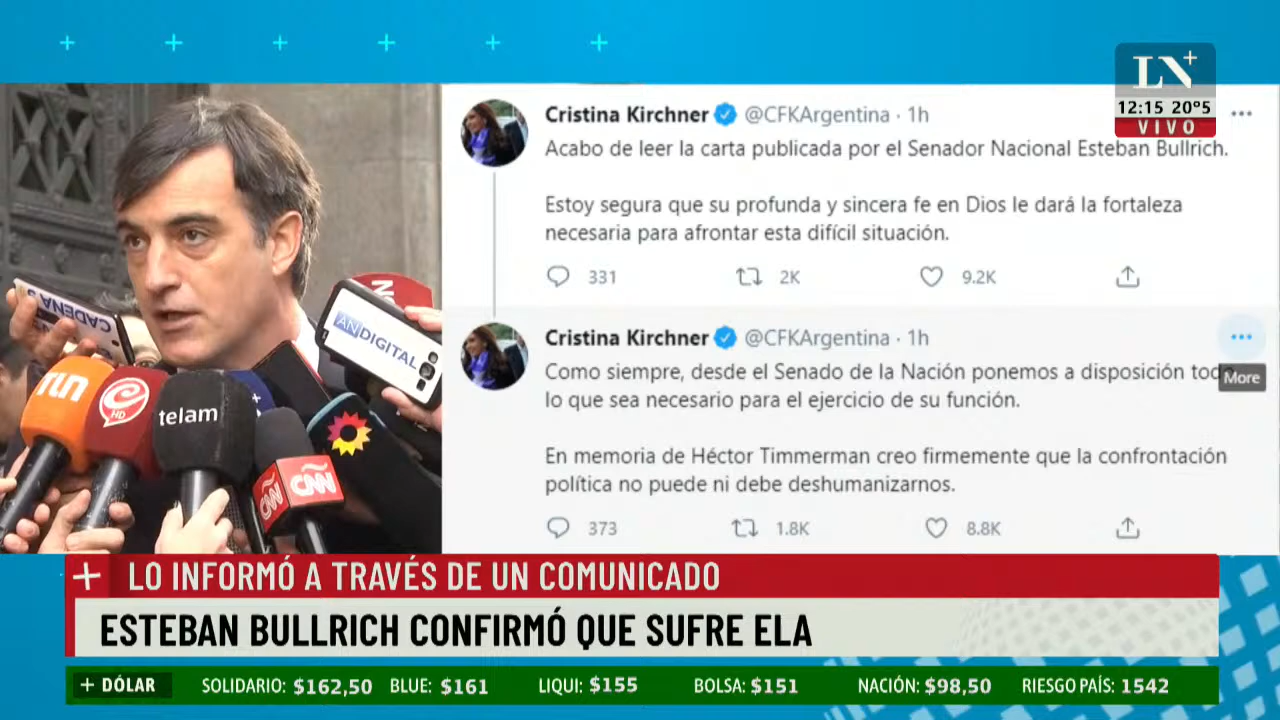 LN+
12:15 20°5
VIVO
Cristina Kirchner @CFKArgentina · 1h
Acabo de leer la carta publicada por el Senador Nacional Esteban Bullrich.
Estoy segura que su profunda y sincera fe en Dios le dará la fortaleza
necesaria para afrontar esta difícil situación.
331 2K 9.2K
Cristina Kirchner @CFKArgentina · 1h
Como siempre, desde el Senado de la Nación ponemos a disposición todo
More
lo que sea necesario para el ejercicio de su función.
En memoria de Héctor Timmerman creo firmemente que la confrontación
política no puede ni debe deshumanizarnos.
373 1.8K 8.8K
CADENA 3
AN DIGITAL
TLN
HD
telam
CNN
CNN
+ LO INFORMÓ A TRAVÉS DE UN COMUNICADO
ESTEBAN BULLRICH CONFIRMÓ QUE SUFRE ELA
+ DÓLAR SOLIDARIO: $162,50 BLUE: $161 LIQUI: $155 BOLSA: $151 NACIÓN: $98,50 RIESGO PAÍS: 1542